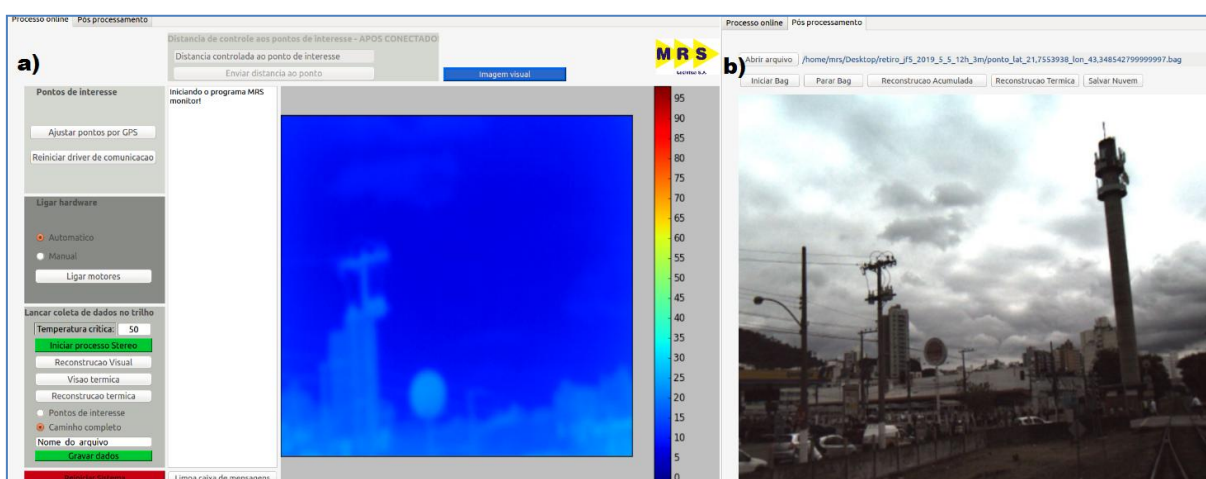 Processo online Pós processamento
a)
Distancia de controle aos pontos de interesse - APOS CONECTADO
Distancia controlada ao ponto de interesse
Enviar distancia ao ponto
Imagem visual
MRS
Pontos de interesse
Ajustar pontos por GPS
Reiniciar driver de comunicacao
Ligar hardware
Automatico
Manual
Ligar motores
Lancar coleta de dados no trilho
Temperatura critica: 50
Iniciar processo Stereo
Reconstrucao Visual
Visao termica
Reconstrucao termica
Pontos de interesse
Caminho completo
Nome do arquivo
Gravar dados
Iniciando o programa MRS
monitor!
Limpa caixa de mensagens
95
90
85
80
75
70
65
60
55
50
45
40
35
30
25
20
15
10
5
0
Processo online Pós processamento
b)
Abrir arquivo /home/mrs/Desktop/retiro_jf5_2019_5_5_12h_3m/ponto_lat_21,7553938_lon_43,348542799999997.bag
Iniciar Bag Parar Bag Reconstrucao Acumulada Reconstrucao Termica Salvar Nuvem